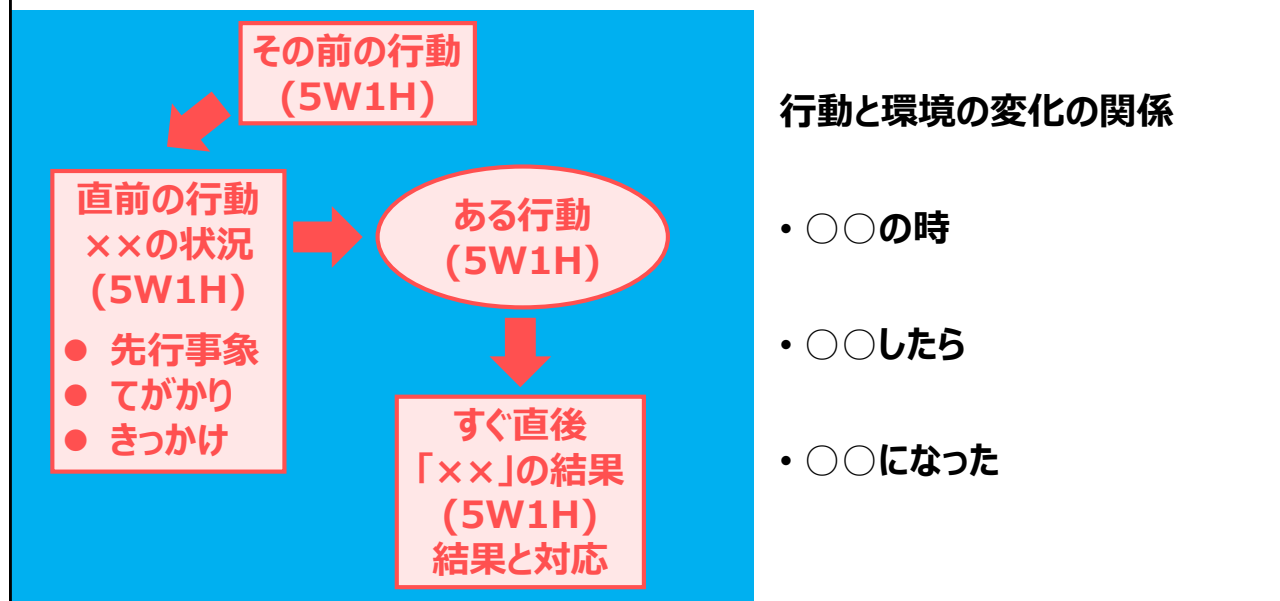 その前の行動
(5W1H)
直前の行動
××の状況
(5W1H)
● 先行事象
● てがかり
● きっかけ
ある行動
(5W1H)
すぐ直後
「××」の結果
(5W1H)
結果と対応
行動と環境の変化の関係
・○○の時
・○○したら
・○○になった